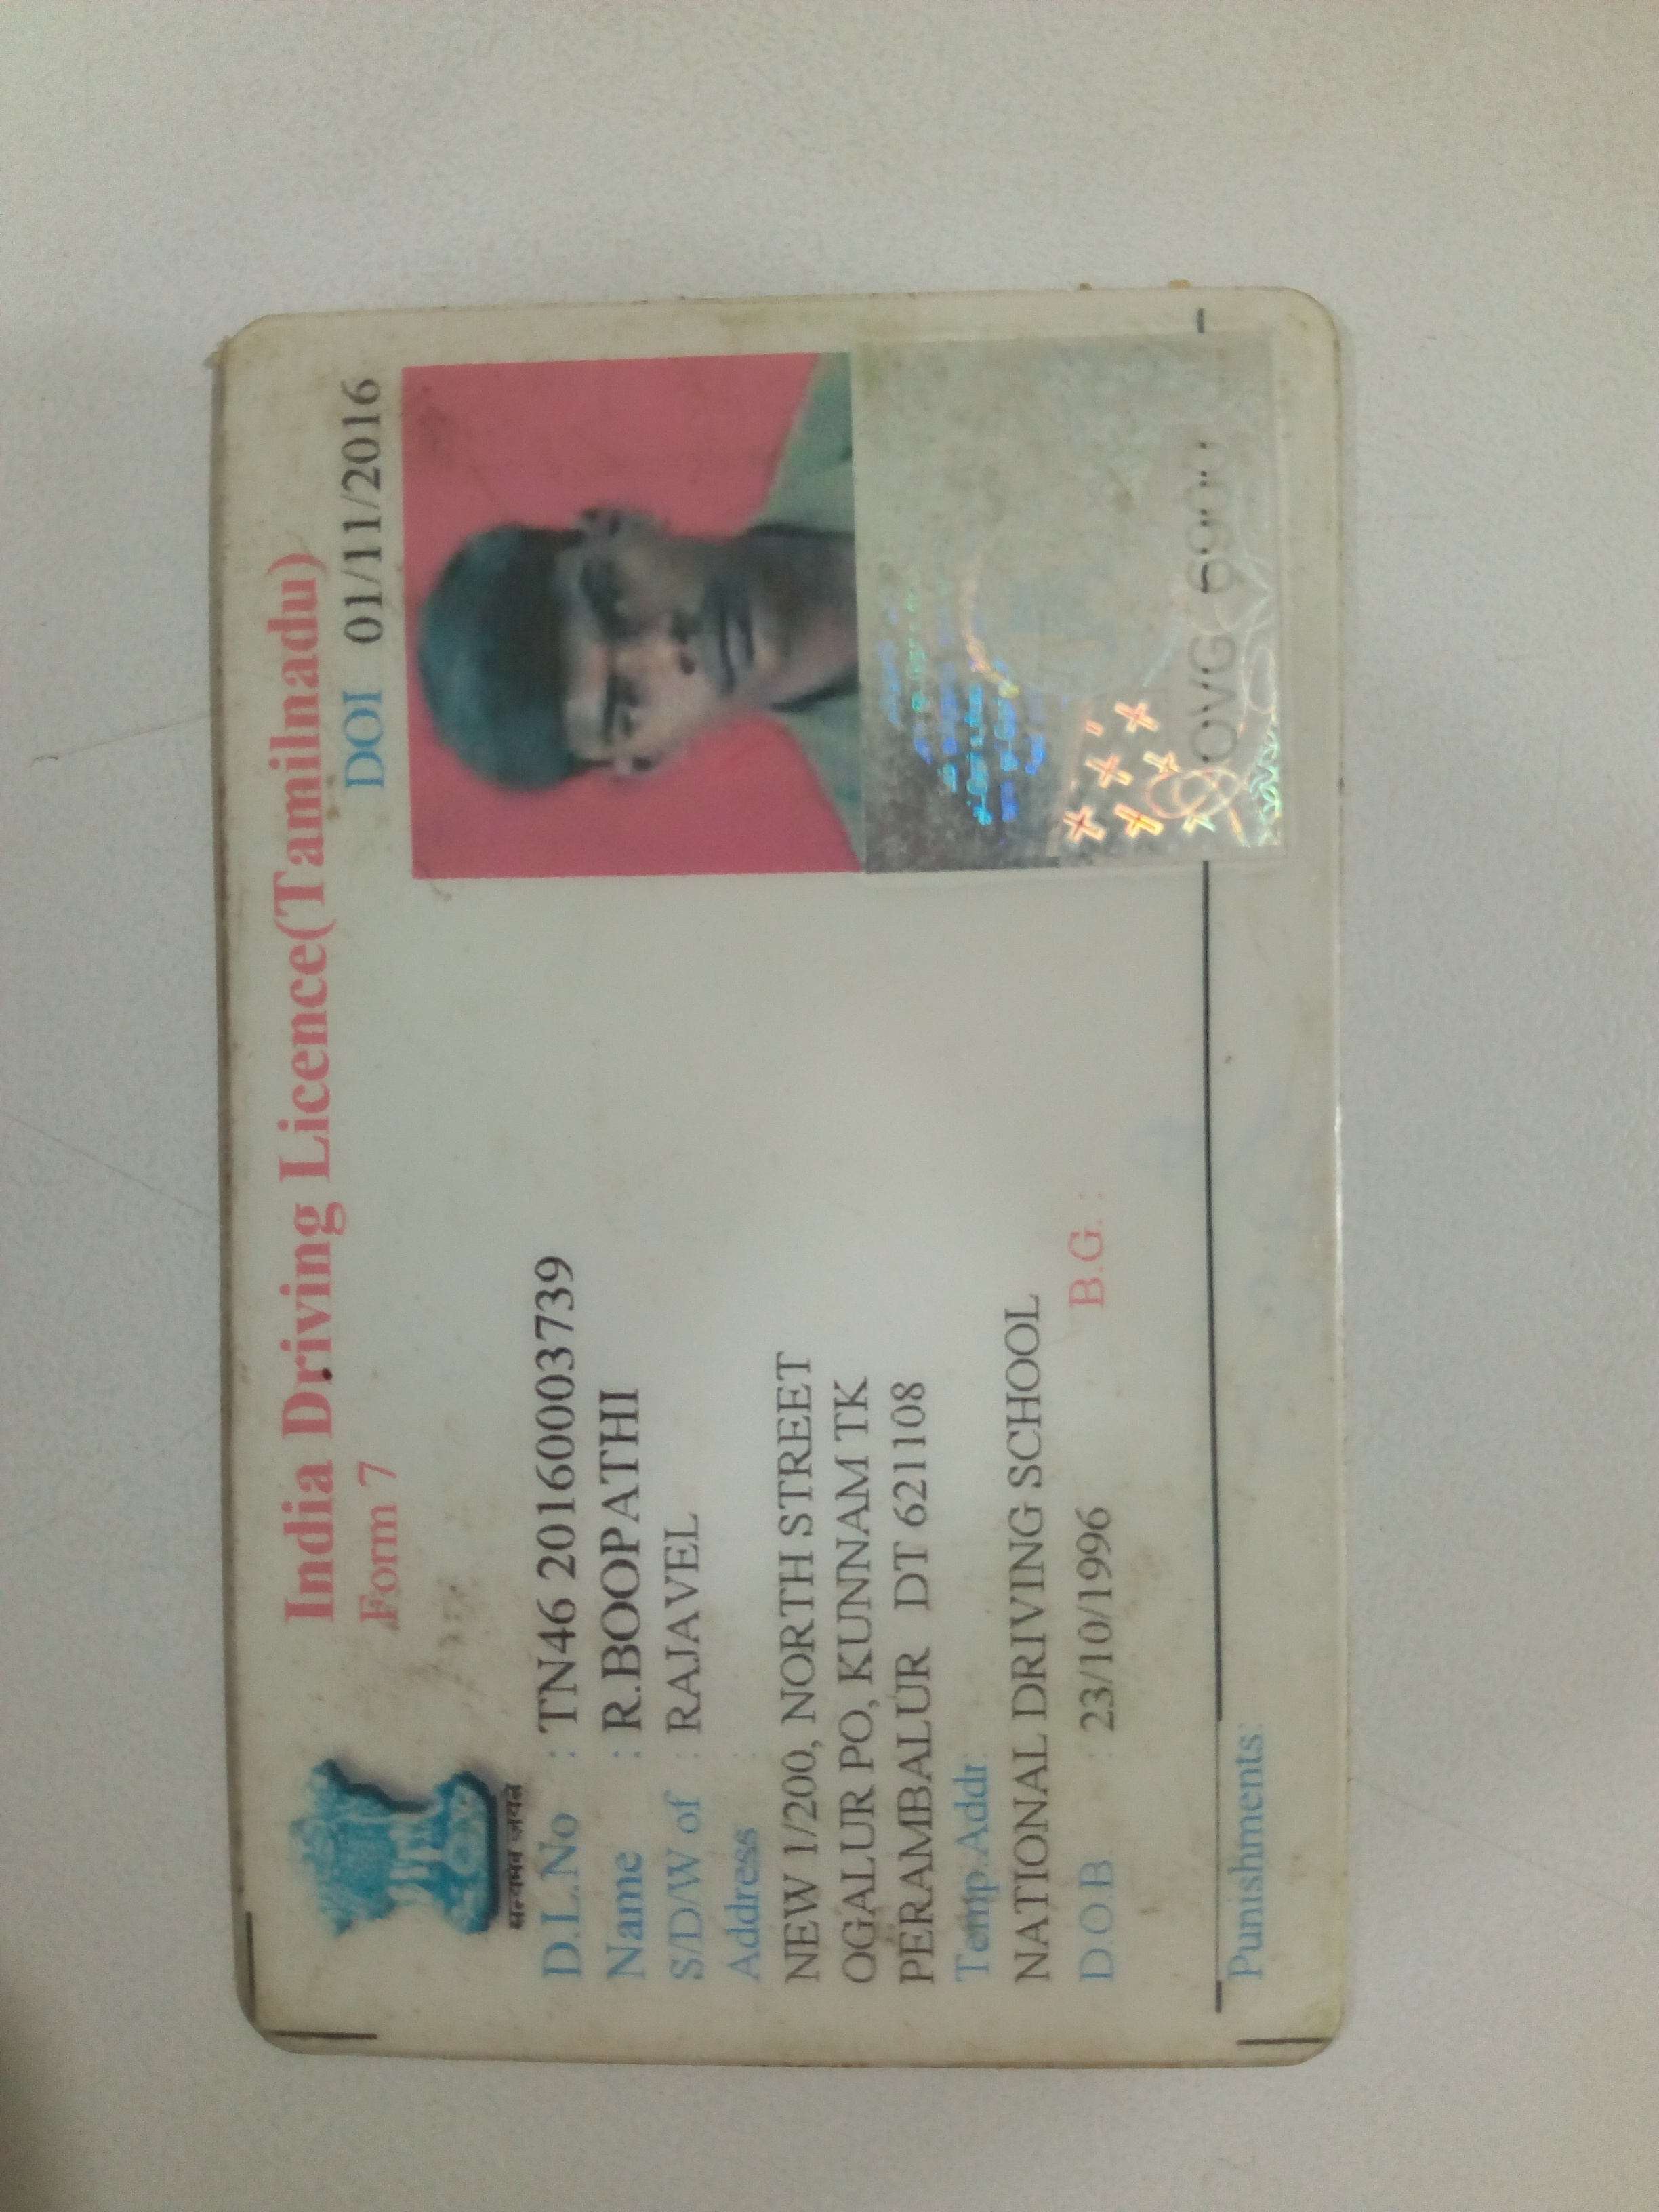 India Driving Licence(Tamilnadu)
Form 7
DOI 01/11/2016
सत्यमेव जयते
D.L.No : TN46 20160003739
Name : R.BOOPATHI
S/D/W of : RAJAVEL
Address :
NEW 1/200, NORTH STREET
OGALUR PO, KUNNAM TK
PERAMBALUR DT 621108
Temp.Addr:
NATIONAL DRIVING SCHOOL
D.O.B : 23/10/1996 B.G. :
OVG
Punishments: